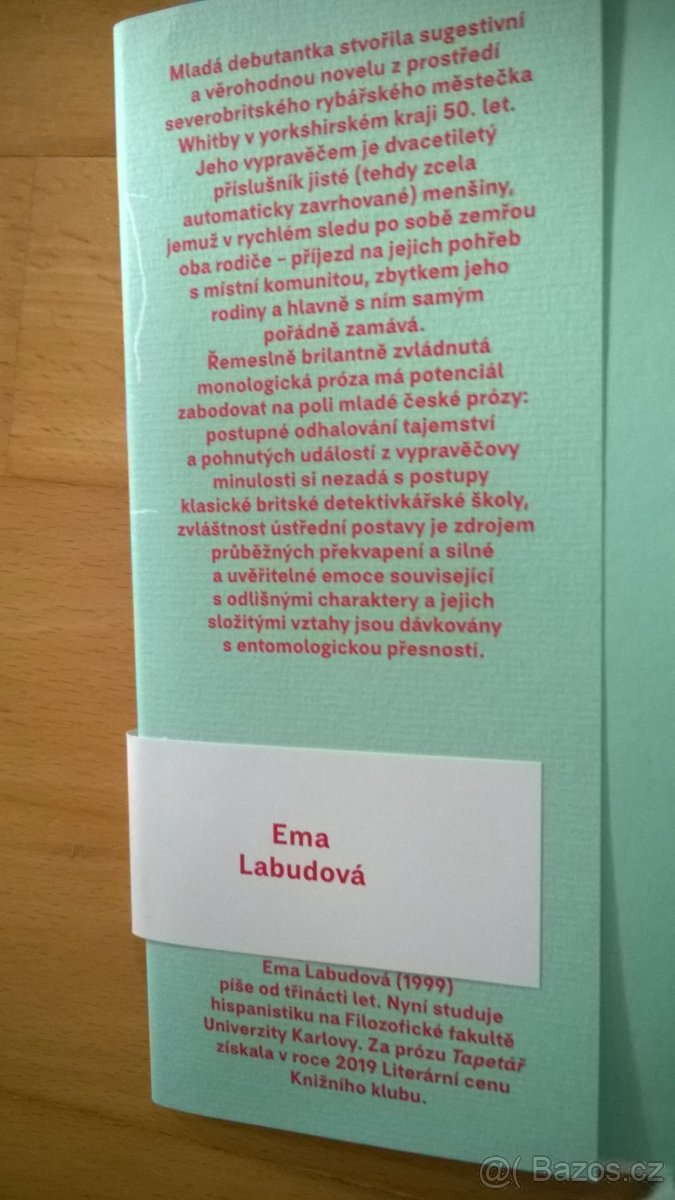 Mladá debutantka stvořila sugestivní
a věrohodnou novelu z prostředí
severobritského rybářského městečka
Whitby v yorkshirském kraji 50. let.
Jeho vypravěčem je dvacetiletý
příslušník jisté (tehdy zcela
automaticky zavrhované) menšiny,
jemuž v rychlém sledu po sobě zemřou
oba rodiče – příjezd na jejich pohřeb
s místní komunitou, zbytkem jeho
rodiny a hlavně s ním samým
pořádně zamává.
Řemeslně brilantně zvládnutá
monologická próza má potenciál
zabodovat na poli mladé české prózy:
postupné odhalování tajemství
a pohnutých událostí z vypravěčovy
minulosti si nezadá s postupy
klasické britské detektivkářské školy,
zvláštnost ústřední postavy je zdrojem
průběžných překvapení a silné
a uvěřitelné emoce související
s odlišnými charaktery a jejich
složitými vztahy jsou dávkovány
s entomologickou přesností.
Ema
Labudová
Ema Labudová (1999)
píše od třinácti let. Nyní studuje
hispanistiku na Filozofické fakultě
Univerzity Karlovy. Za prózu Tapetář
získala v roce 2019 Literární cenu
Knižního klubu.
@( Bazos.cz